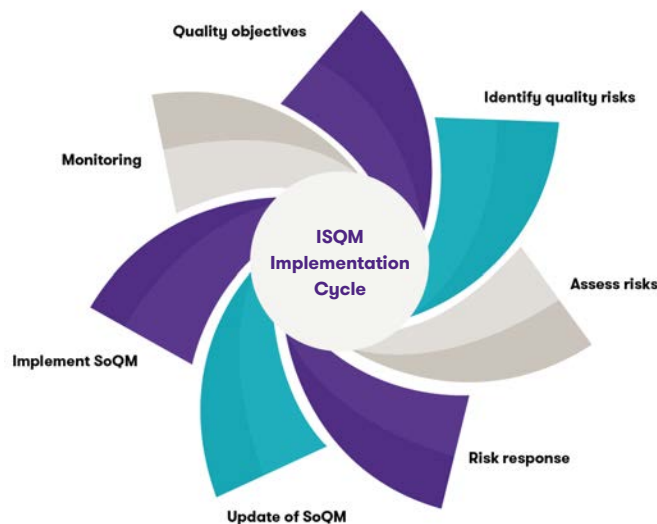 Quality objectives
Identify quality risks
Monitoring
ISQM
Implementation
Cycle
Assess risks
Implement SoQM
Risk response
Update of SoQM